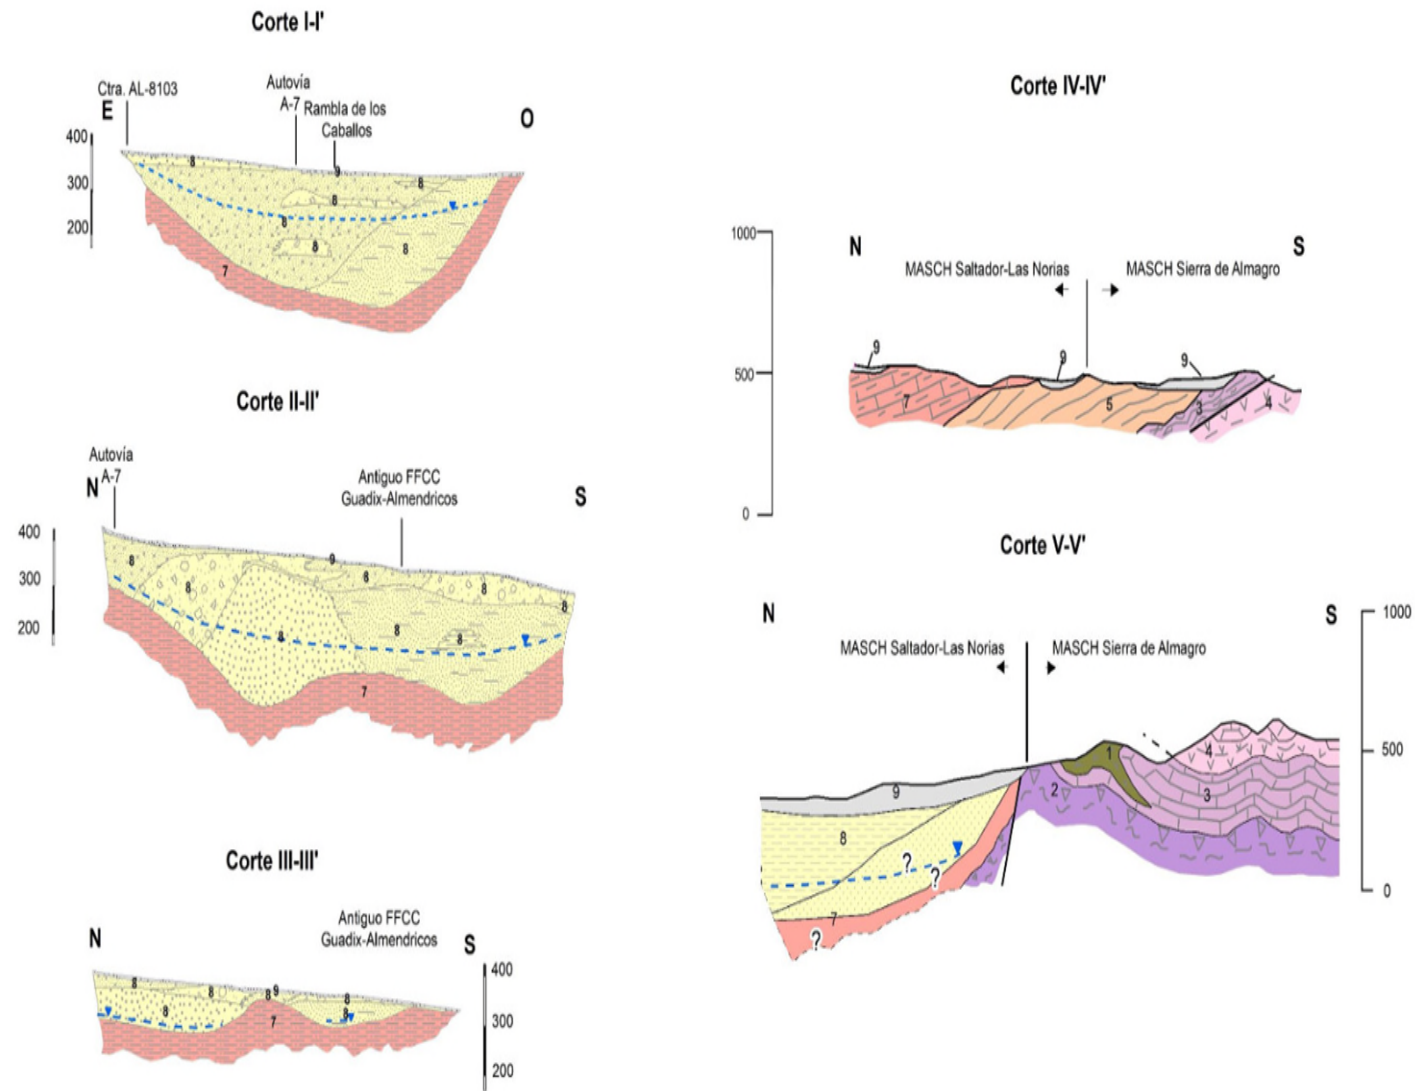 Corte I-I'
Ctra. AL-8103
Autovía
A-7
Rambla de los
Caballos
E
O
400
300
200
8
9
8
8
8
8
8
7
Corte II-II'
Autovía
A-7
N
Antiguo FFCC
Guadix-Almendricos
S
400
300
200
8
9
8
8
8
8
8
8
8
7
Corte III-III'
Antiguo FFCC
Guadix-Almendricos
N
S
400
300
200
8
8
8
9
8
8
8
7
Corte IV-IV'
1000
500
0
N
S
MASCH Saltador-Las Norias
MASCH Sierra de Almagro
9
9
9
7
5
3
4
Corte V-V'
N
S
1000
500
0
MASCH Saltador-Las Norias
MASCH Sierra de Almagro
1
4
9
2
3
8
?
?
7
?